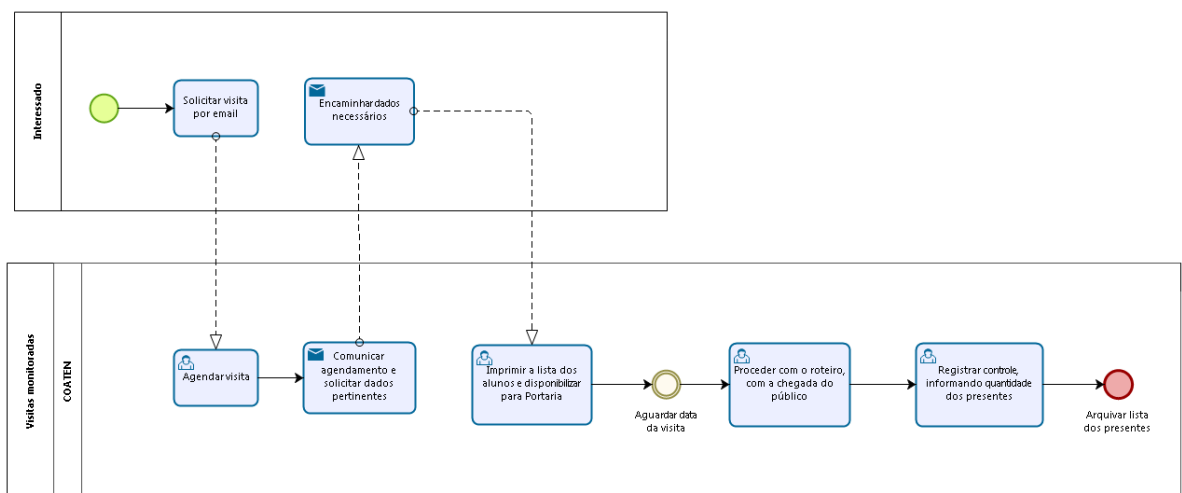 Interessado
Solicitar visita
por email
Encaminhar dados
necessários
Visitas monitoradas
COATEN
Agendar visita
Comunicar
agendamento e
solicitar dados
pertinentes
Imprimir a lista dos
alunos e disponibilizar
para Portaria
Aguardar data
da visita
Proceder com o roteiro,
com a chegada do
público
Registrar controle,
informando quantidade
dos presentes
Arquivar lista
dos presentes